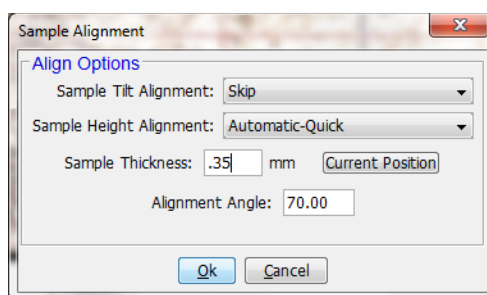 Sample Alignment
Align Options
Sample Tilt Alignment: Skip
Sample Height Alignment: Automatic-Quick
Sample Thickness: .35 mm Current Position
Alignment Angle: 70.00
Ok Cancel